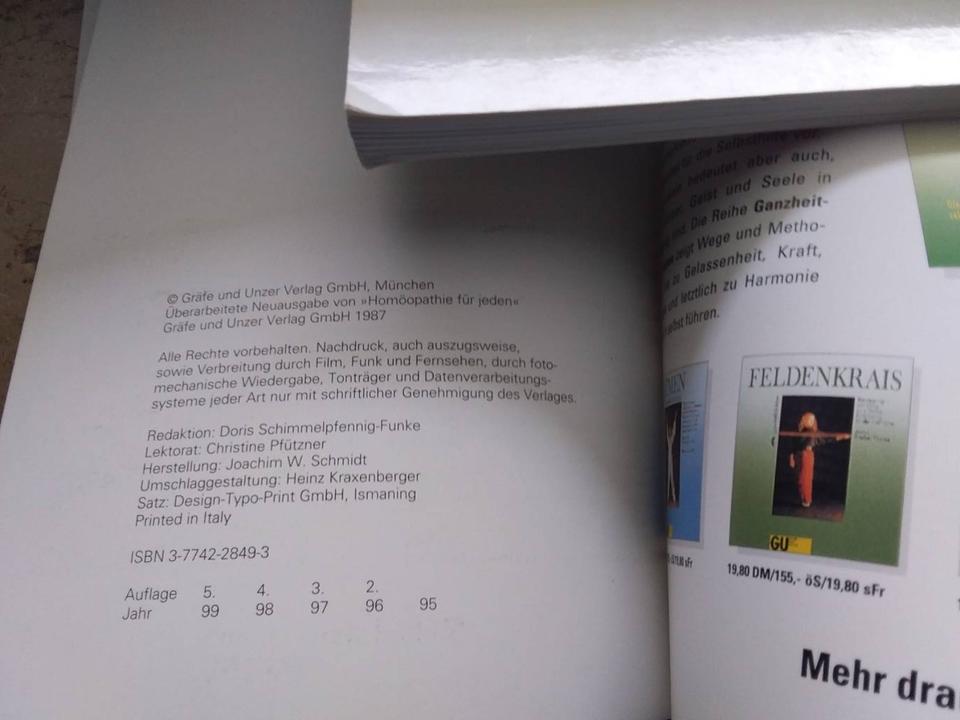 © Gräfe und Unzer Verlag GmbH, München
Überarbeitete Neuausgabe von »Homöopathie für jeden«
Gräfe und Unzer Verlag GmbH 1987
Alle Rechte vorbehalten. Nachdruck, auch auszugsweise,
sowie Verbreitung durch Film, Funk und Fernsehen, durch foto-
mechanische Wiedergabe, Tonträger und Datenverarbeitungs-
systeme jeder Art nur mit schriftlicher Genehmigung des Verlages.
Redaktion: Doris Schimmelpfennig-Funke
Lektorat: Christine Pfützner
Herstellung: Joachim W. Schmidt
Umschlaggestaltung: Heinz Kraxenberger
Satz: Design-Typo-Print GmbH, Ismaning
Printed in Italy
ISBN 3-7742-2849-3
Auflage 5. 4. 3. 2.
Jahr 99 98 97 96 95
für die Selbsthilfe vor,
bedeutet aber auch,
Geist und Seele in
Die Reihe Ganzheit-
zeigt Wege und Metho-
zu Gelassenheit, Kraft,
und letztlich zu Harmonie
selbst führen.
FELDENKRAIS
GU
19,80 DM/155,- öS/19,80 sFr
Mehr dra